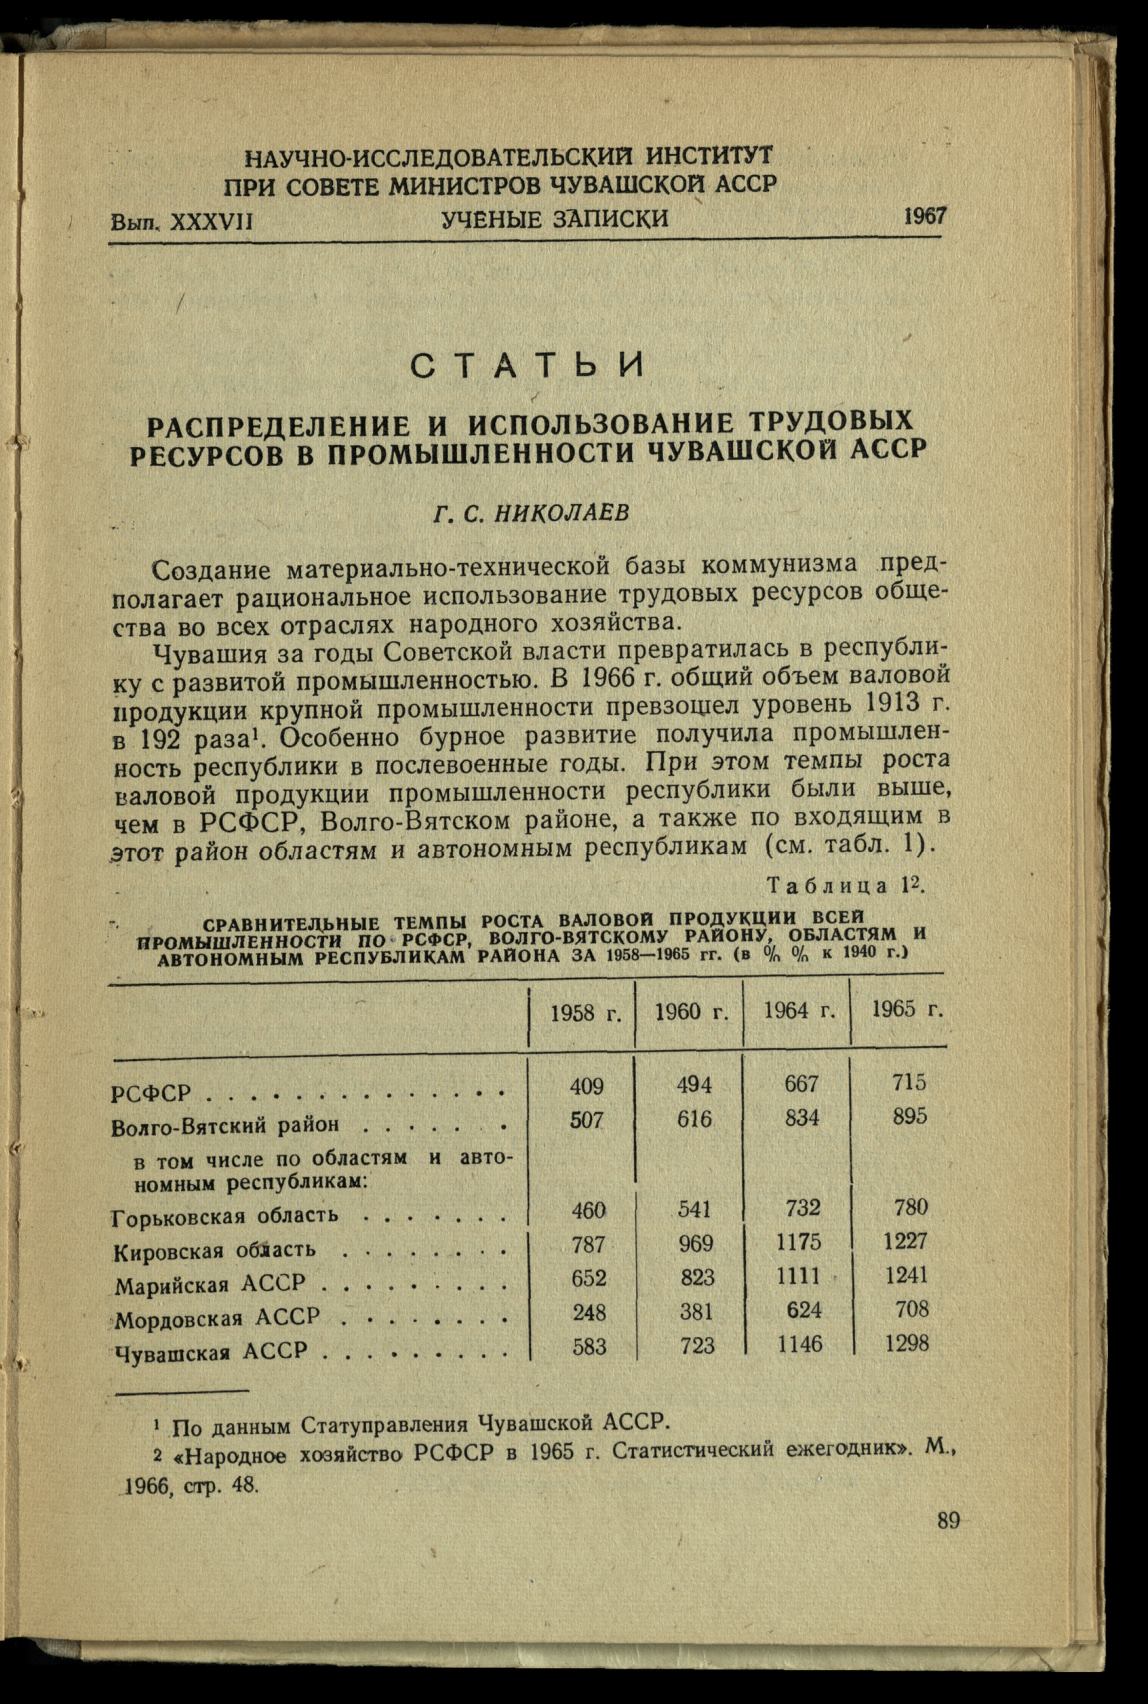 НАУЧНО-ИССЛЕДОВАТЕЛЬСКИЙ ИНСТИТУТ
ПРИ СОВЕТЕ МИНИСТРОВ ЧУВАШСКОЙ АССР
Вып. XXXVII УЧЕНЫЕ ЗАПИСКИ 1967
СТАТЬИ
РАСПРЕДЕЛЕНИЕ И ИСПОЛЬЗОВАНИЕ ТРУДОВЫХ
РЕСУРСОВ В ПРОМЫШЛЕННОСТИ ЧУВАШСКОЙ АССР
Г. С. НИКОЛАЕВ
Создание материально-технической базы коммунизма пред-
полагает рациональное использование трудовых ресурсов обще-
ства во всех отраслях народного хозяйства.
Чувашия за годы Советской власти превратилась в республи-
ку с развитой промышленностью. В 1966 г. общий объем валовой
продукции крупной промышленности превзошел уровень 1913 г.
в 192 раза¹. Особенно бурное развитие получила промышлен-
ность республики в послевоенные годы. При этом темпы роста
валовой продукции промышленности республики были выше,
чем в РСФСР, Волго-Вятском районе, а также по входящим в
этот район областям и автономным республикам (см. табл. 1).
Таблица 1².
СРАВНИТЕЛЬНЫЕ ТЕМПЫ РОСТА ВАЛОВОЙ ПРОДУКЦИИ ВСЕЙ
ПРОМЫШЛЕННОСТИ ПО РСФСР, ВОЛГО-ВЯТСКОМУ РАЙОНУ, ОБЛАСТЯМ И
АВТОНОМНЫМ РЕСПУБЛИКАМ РАЙОНА ЗА 1958—1965 гг. (в % % к 1940 г.)
1958 г. 1960 г. 1964 г. 1965 г.
РСФСР . . . . . . . . . . . . . . 409 494 667 715
Волго-Вятский район . . . . . . . 507 616 834 895
в том числе по областям и авто-
номным республикам:
Горьковская область . . . . . . . 460 541 732 780
Кировская область . . . . . . . . 787 969 1175 1227
Марийская АССР . . . . . . . . . 652 823 1111 1241
Мордовская АССР . . . . . . . . 248 381 624 708
Чувашская АССР . . . . . . . . . 583 723 1146 1298
¹ По данным Статуправления Чувашской АССР.
² «Народное хозяйство РСФСР в 1965 г. Статистический ежегодник». М.,
1966, стр. 48.
89